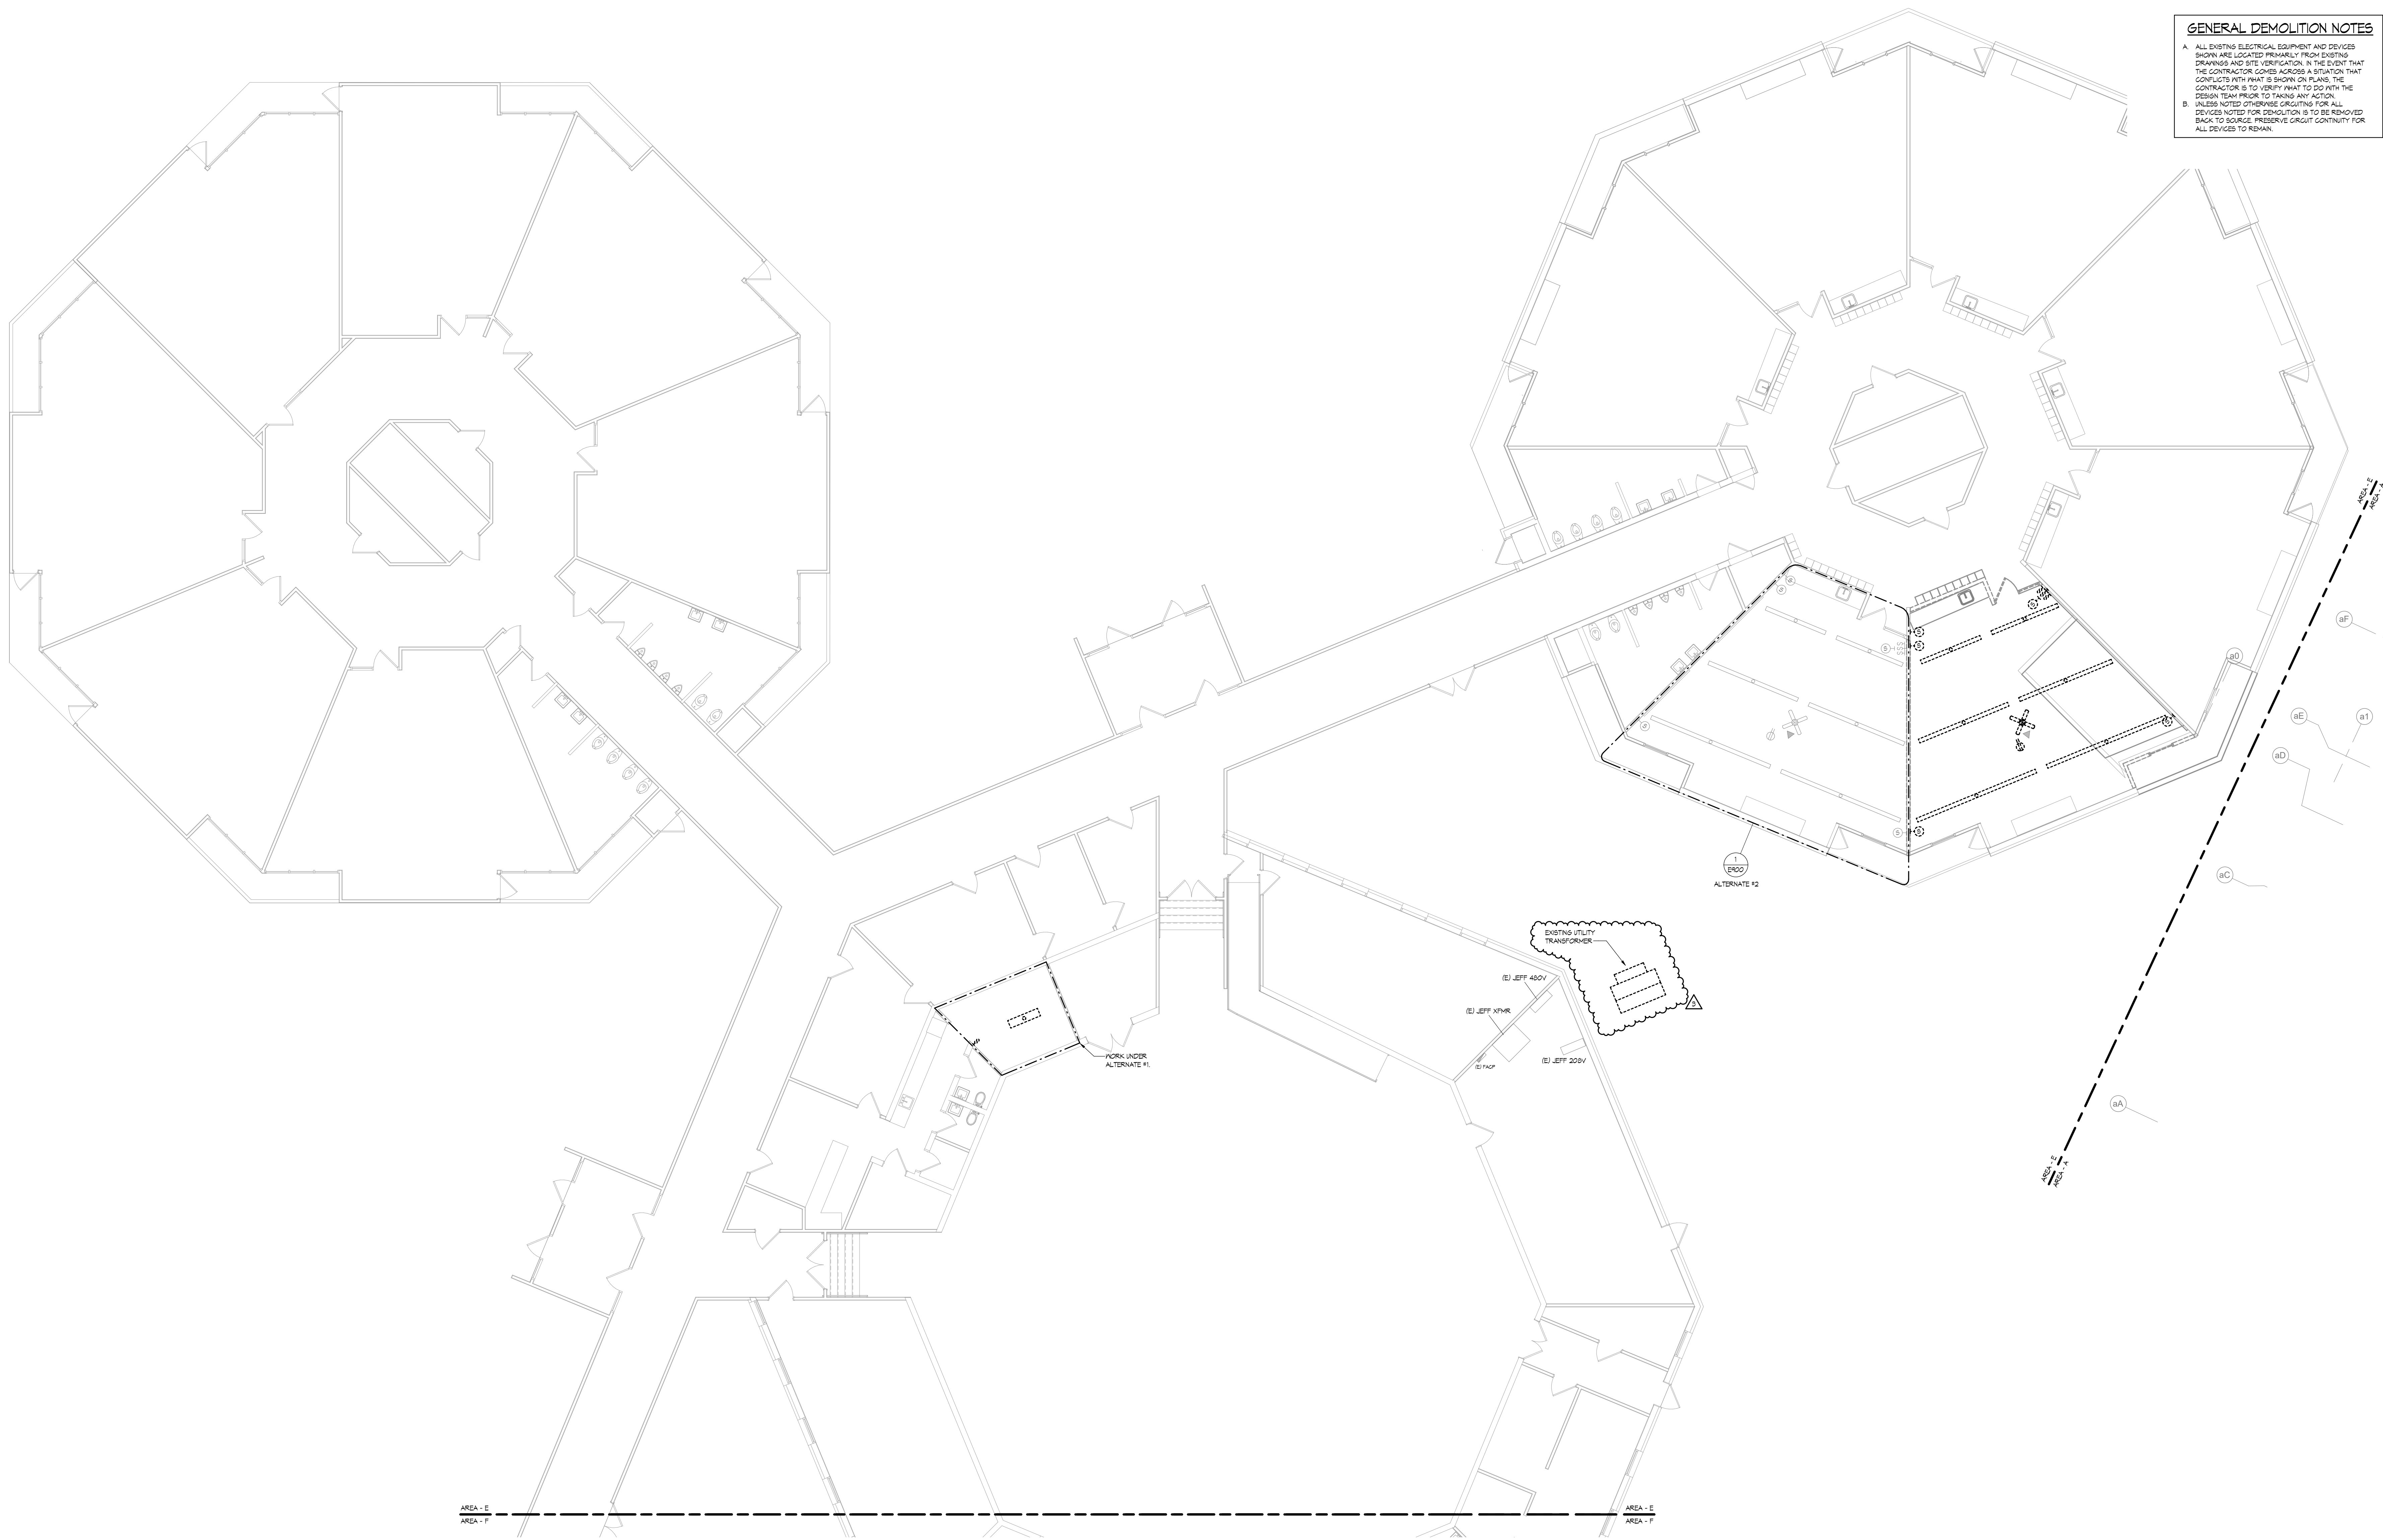 GENERAL DEMOLITION NOTES
A. ALL EXISTING ELECTRICAL EQUIPMENT AND DEVICES
SHOWN ARE LOCATED PRIMARILY FROM EXISTING
DRAWINGS AND SITE VERIFICATION. IN THE EVENT THAT
THE CONTRACTOR COMES ACROSS A SITUATION THAT
CONFLICTS WITH WHAT IS SHOWN ON PLANS, THE
CONTRACTOR IS TO VERIFY WHAT TO DO WITH THE
DESIGN TEAM PRIOR TO TAKING ANY ACTION.
B. UNLESS NOTED OTHERWISE CIRCUITING FOR ALL
DEVICES NOTED FOR DEMOLITION IS TO BE REMOVED
BACK TO SOURCE. PRESERVE CIRCUIT CONTINUITY FOR
ALL DEVICES TO REMAIN.
AREA - E
AREA - A
aF
a0
aE
a1
aD
aC
aA
S
S
S
S
S
S
S
S
S
S
SSS
1
E900
ALTERNATE #2
EXISTING UTILITY
TRANSFORMER
3
(E) JEFF 480V
(E) JEFF XFMR
(E) JEFF 208V
(E) FACP
WORK UNDER
ALTERNATE #1.
AREA - E
AREA - A
AREA - E
AREA - F
AREA - E
AREA - F